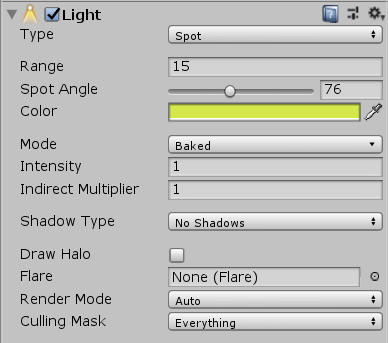 Light
Type Spot
Range 15
Spot Angle 76
Color
Mode Baked
Intensity 1
Indirect Multiplier 1
Shadow Type No Shadows
Draw Halo
Flare None (Flare)
Render Mode Auto
Culling Mask Everything